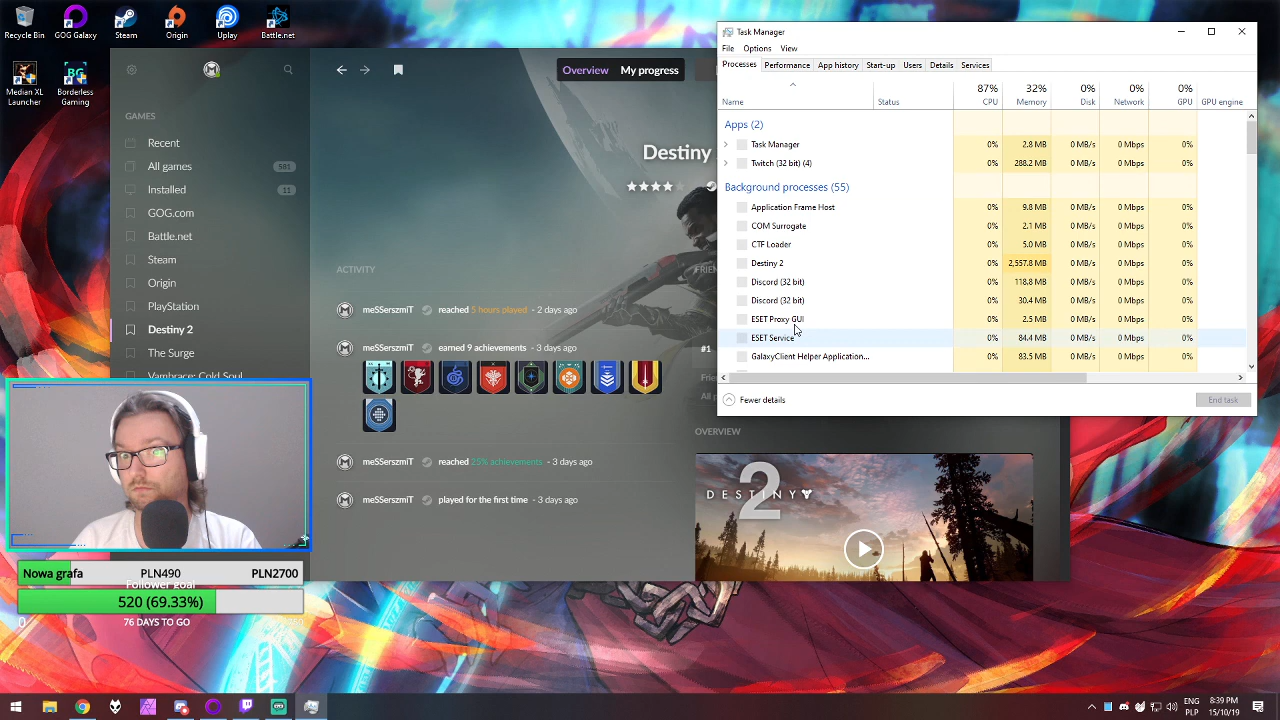 Recycle Bin
GOG Galaxy
Steam
Origin
Uplay
Battle.net
Median XL Launcher
Borderless Gaming
GAMES
Recent
All games 581
Installed 11
GOG.com
Battle.net
Steam
Origin
PlayStation
Destiny 2
The Surge
Vambrace: Cold Soul
Overview My progress
Destiny
ACTIVITY
meSSerszmiT reached 5 hours played - 2 days ago
meSSerszmiT earned 9 achievements - 3 days ago
meSSerszmiT reached 25% achievements - 3 days ago
meSSerszmiT played for the first time - 3 days ago
FRIEN
#1
Frie
All p
OVERVIEW
DESTINY 2
Task Manager
File Options View
Processes Performance App history Start-up Users Details Services
87% 32% 0% 0% 0%
Name Status CPU Memory Disk Network GPU GPU engine
Apps (2)
Task Manager 0% 2.8 MB 0 MB/s 0 Mbps 0%
Twitch (32 bit) (4) 0% 288.2 MB 0 MB/s 0 Mbps 0%
Background processes (55)
Application Frame Host 0% 9.8 MB 0 MB/s 0 Mbps 0%
COM Surrogate 0% 2.1 MB 0 MB/s 0 Mbps 0%
CTF Loader 0% 5.0 MB 0 MB/s 0 Mbps 0%
Destiny 2 0% 2,557.8 MB 0 MB/s 0 Mbps 0%
Discord (32 bit) 0% 118.8 MB 0 MB/s 0 Mbps 0%
Discord (32 bit) 0% 30.4 MB 0 MB/s 0 Mbps 0%
ESET Proxy GUI 0% 2.5 MB 0 MB/s 0 Mbps 0%
ESET Service 0% 84.4 MB 0 MB/s 0 Mbps 0%
GalaxyClient Helper Application... 0% 83.5 MB 0 MB/s 0 Mbps 0%
Fewer details
End task
Nowa grafa PLN490 PLN2700
Follower goal
520 (69.33%)
0 76 DAYS TO GO
ENG
PLP
8:39 PM
15/10/19